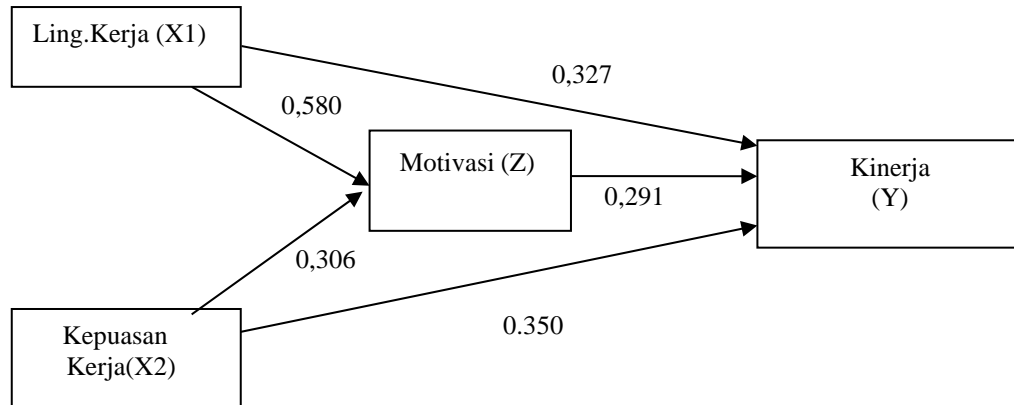 Ling.Kerja (X1)
0,327
0,580
Motivasi (Z)
Kinerja
(Y)
0,291
0,306
0.350
Kepuasan
Kerja(X2)